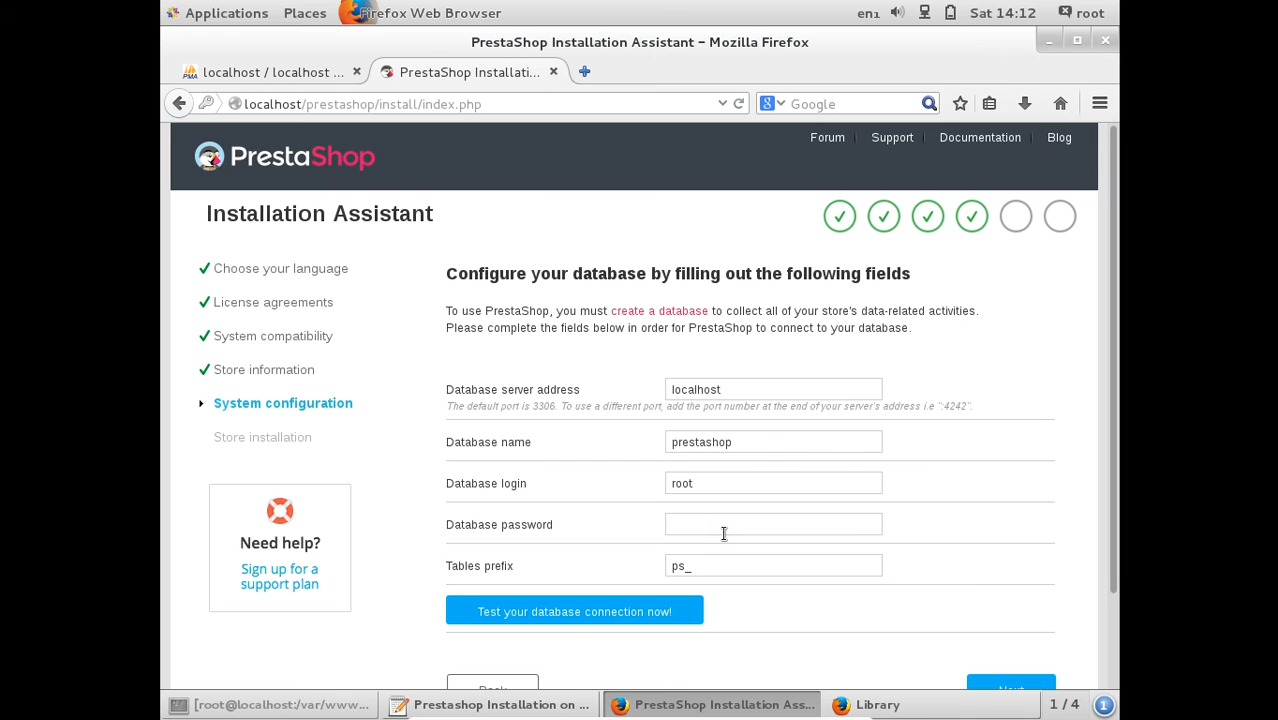 Applications Places Firefox Web Browser en1 Sat 14:12 root
PrestaShop Installation Assistant – Mozilla Firefox
PMA localhost / localhost ... PrestaShop Installati...
localhost/prestashop/install/index.php Google
Forum Support Documentation Blog
PrestaShop
Installation Assistant
Choose your language
License agreements
System compatibility
Store information
System configuration
Store installation
Need help?
Sign up for a
support plan
Configure your database by filling out the following fields
To use PrestaShop, you must create a database to collect all of your store's data-related activities.
Please complete the fields below in order for PrestaShop to connect to your database.
Database server address localhost
The default port is 3306. To use a different port, add the port number at the end of your server's address i.e ":4242".
Database name prestashop
Database login root
Database password
Tables prefix ps_
Test your database connection now!
Back Next
[root@localhost:/var/www... Prestashop Installation on ... PrestaShop Installation Ass... Library 1 / 4 1